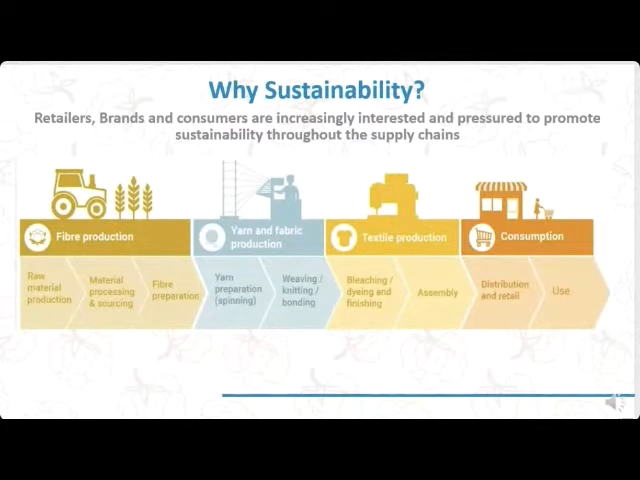 Why Sustainability?
Retailers, Brands and consumers are increasingly interested and pressured to promote
sustainability throughout the supply chains
Fibre production
Yarn and fabric
production
Textile production
Consumption
Raw
material
production
Material
processing
& sourcing
Fibre
preparation
Yarn
preparation
(spinning)
Weaving /
knitting /
bonding
Bleaching /
dyeing and
finishing
Assembly
Distribution
and retail
Use